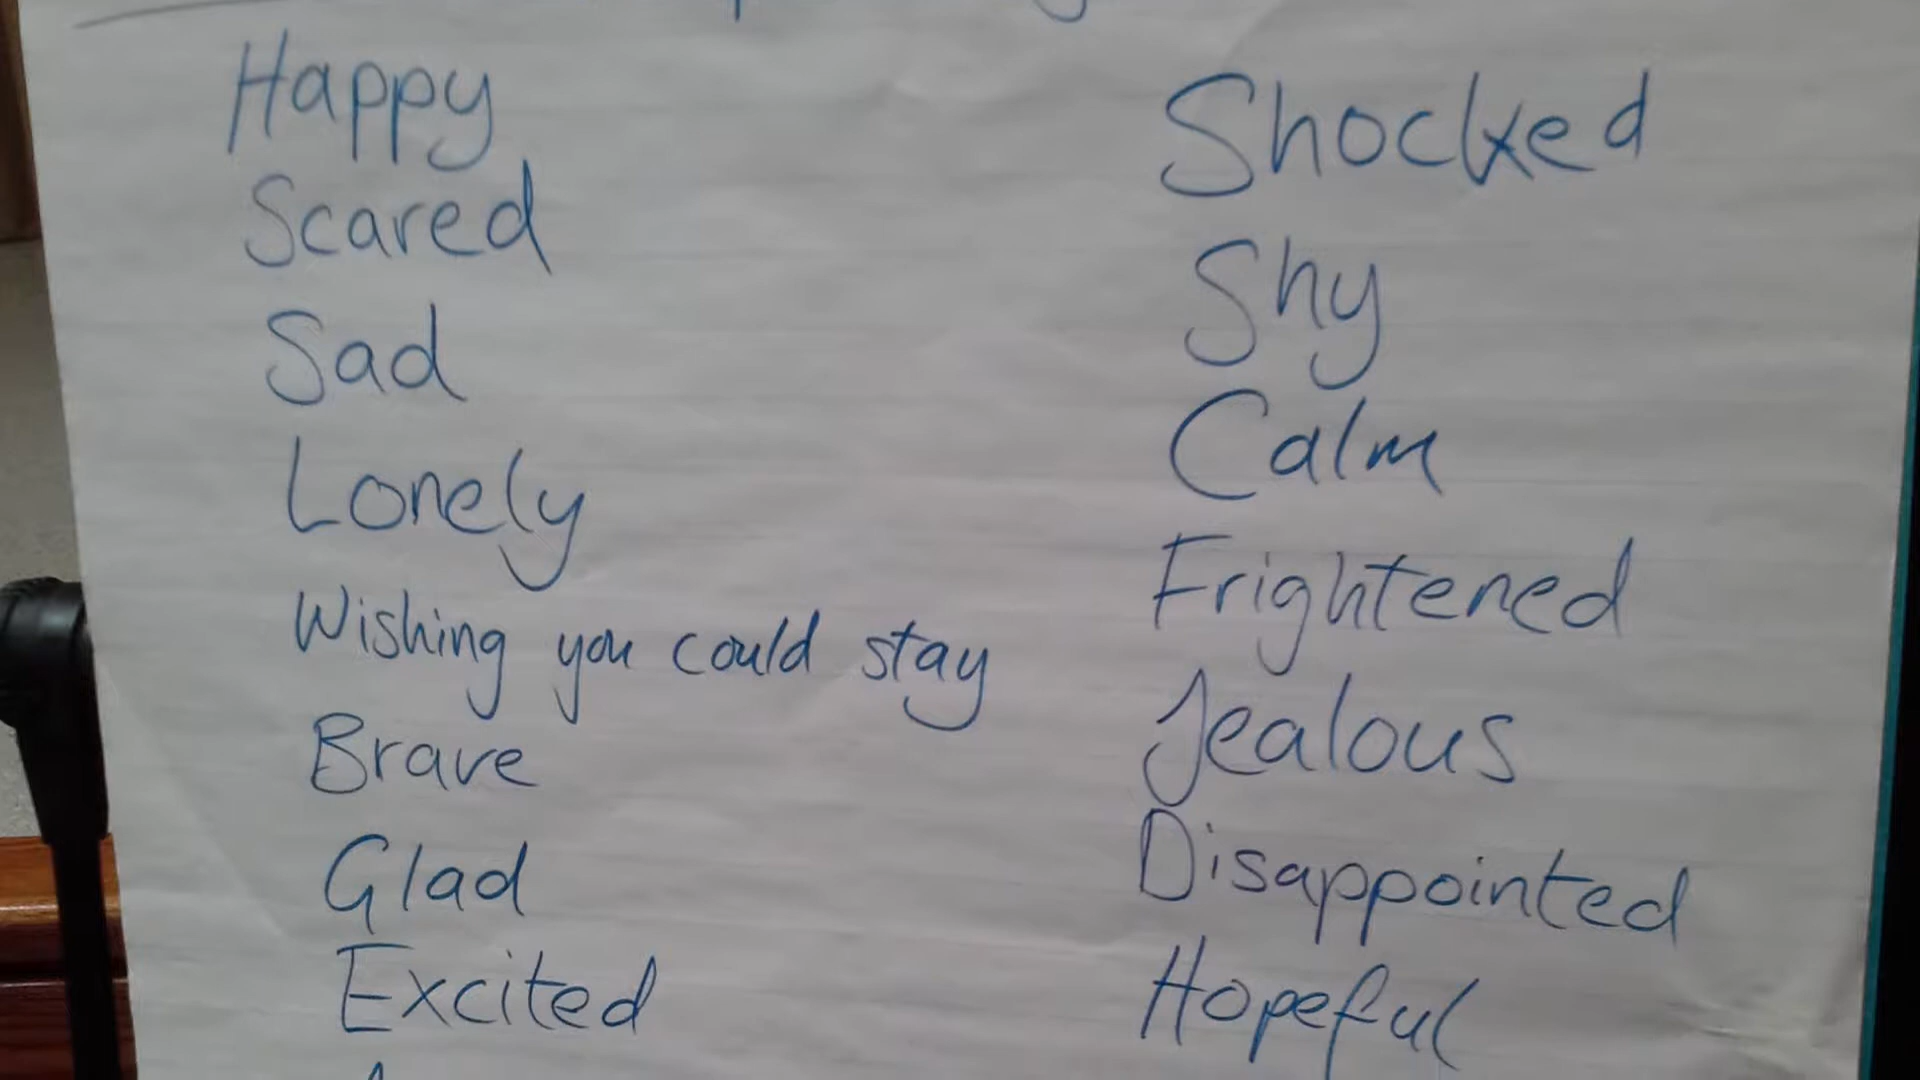 Happy
Scared
Sad
Lonely
Wishing you could stay
Brave
Glad
Excited
Shocked
Shy
Calm
Frightened
Jealous
Disappointed
Hopeful